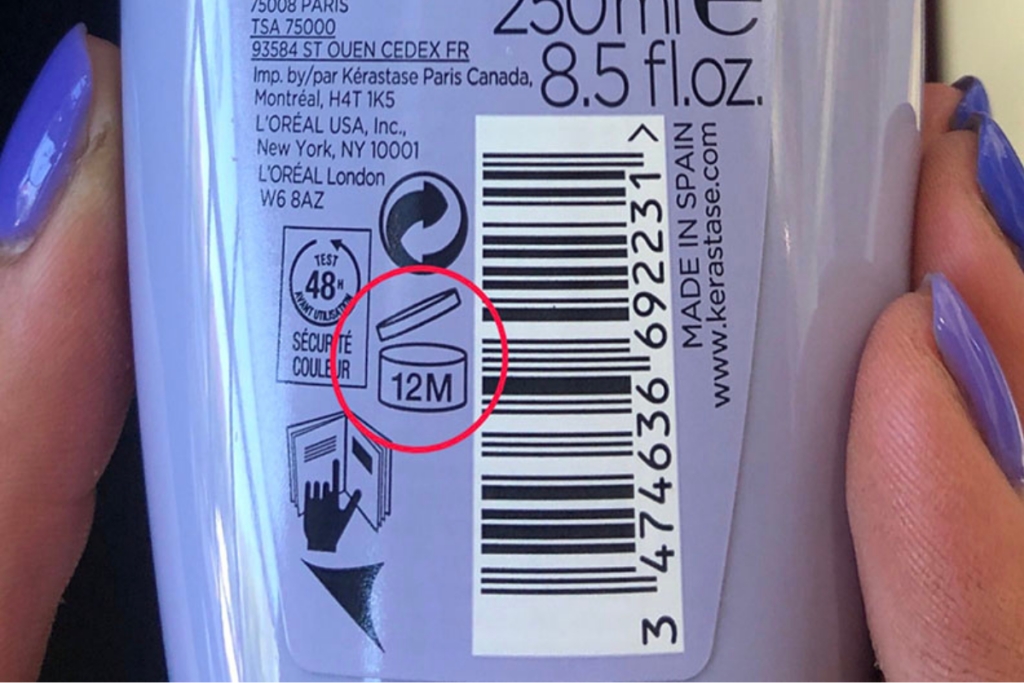 75008 PARIS
TSA 75000
93584 ST OUEN CEDEX FR
Imp. by/par Kérastase Paris Canada,
Montréal, H4T 1K5
L'ORÉAL USA, Inc.,
New York, NY 10001
L'ORÉAL London
W6 8AZ
250ml e
8.5 fl.oz.
TEST
48H
AVANT UTILISATION
SÉCURITÉ
COULEUR
12M
3 474636 692231 >
MADE IN SPAIN
www.kerastase.com